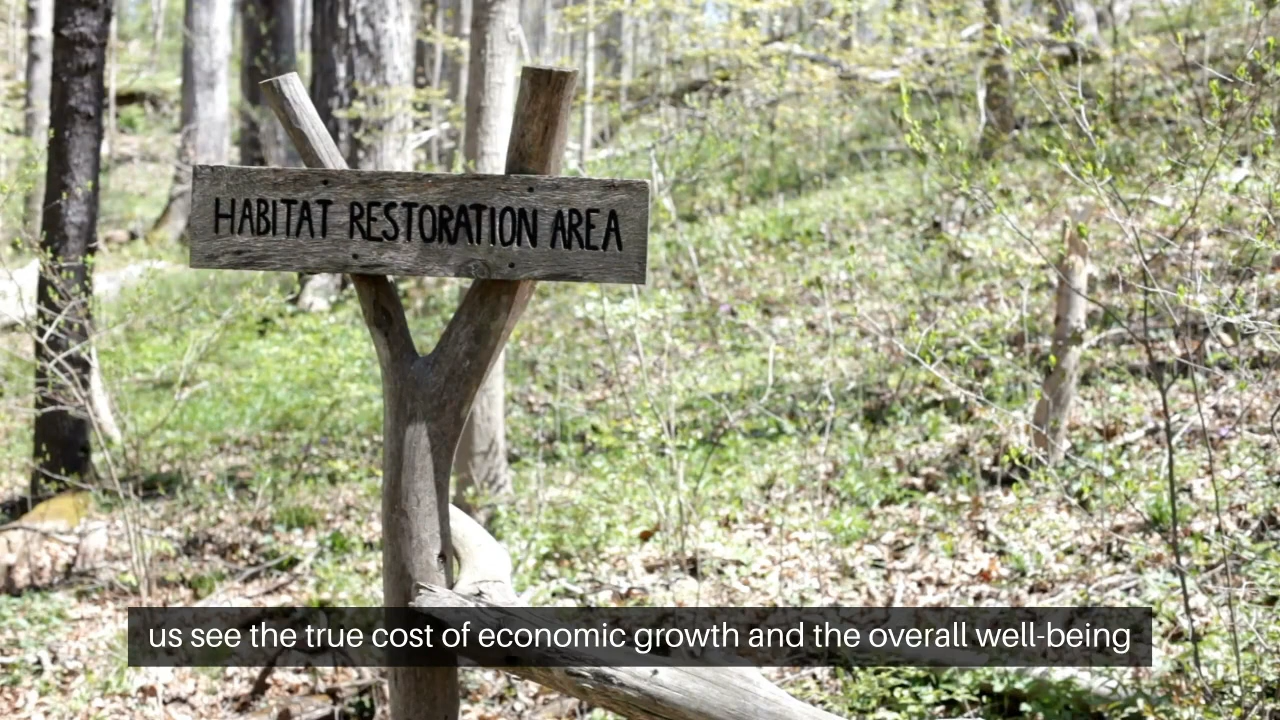 HABITAT RESTORATION AREA
us see the true cost of economic growth and the overall well-being